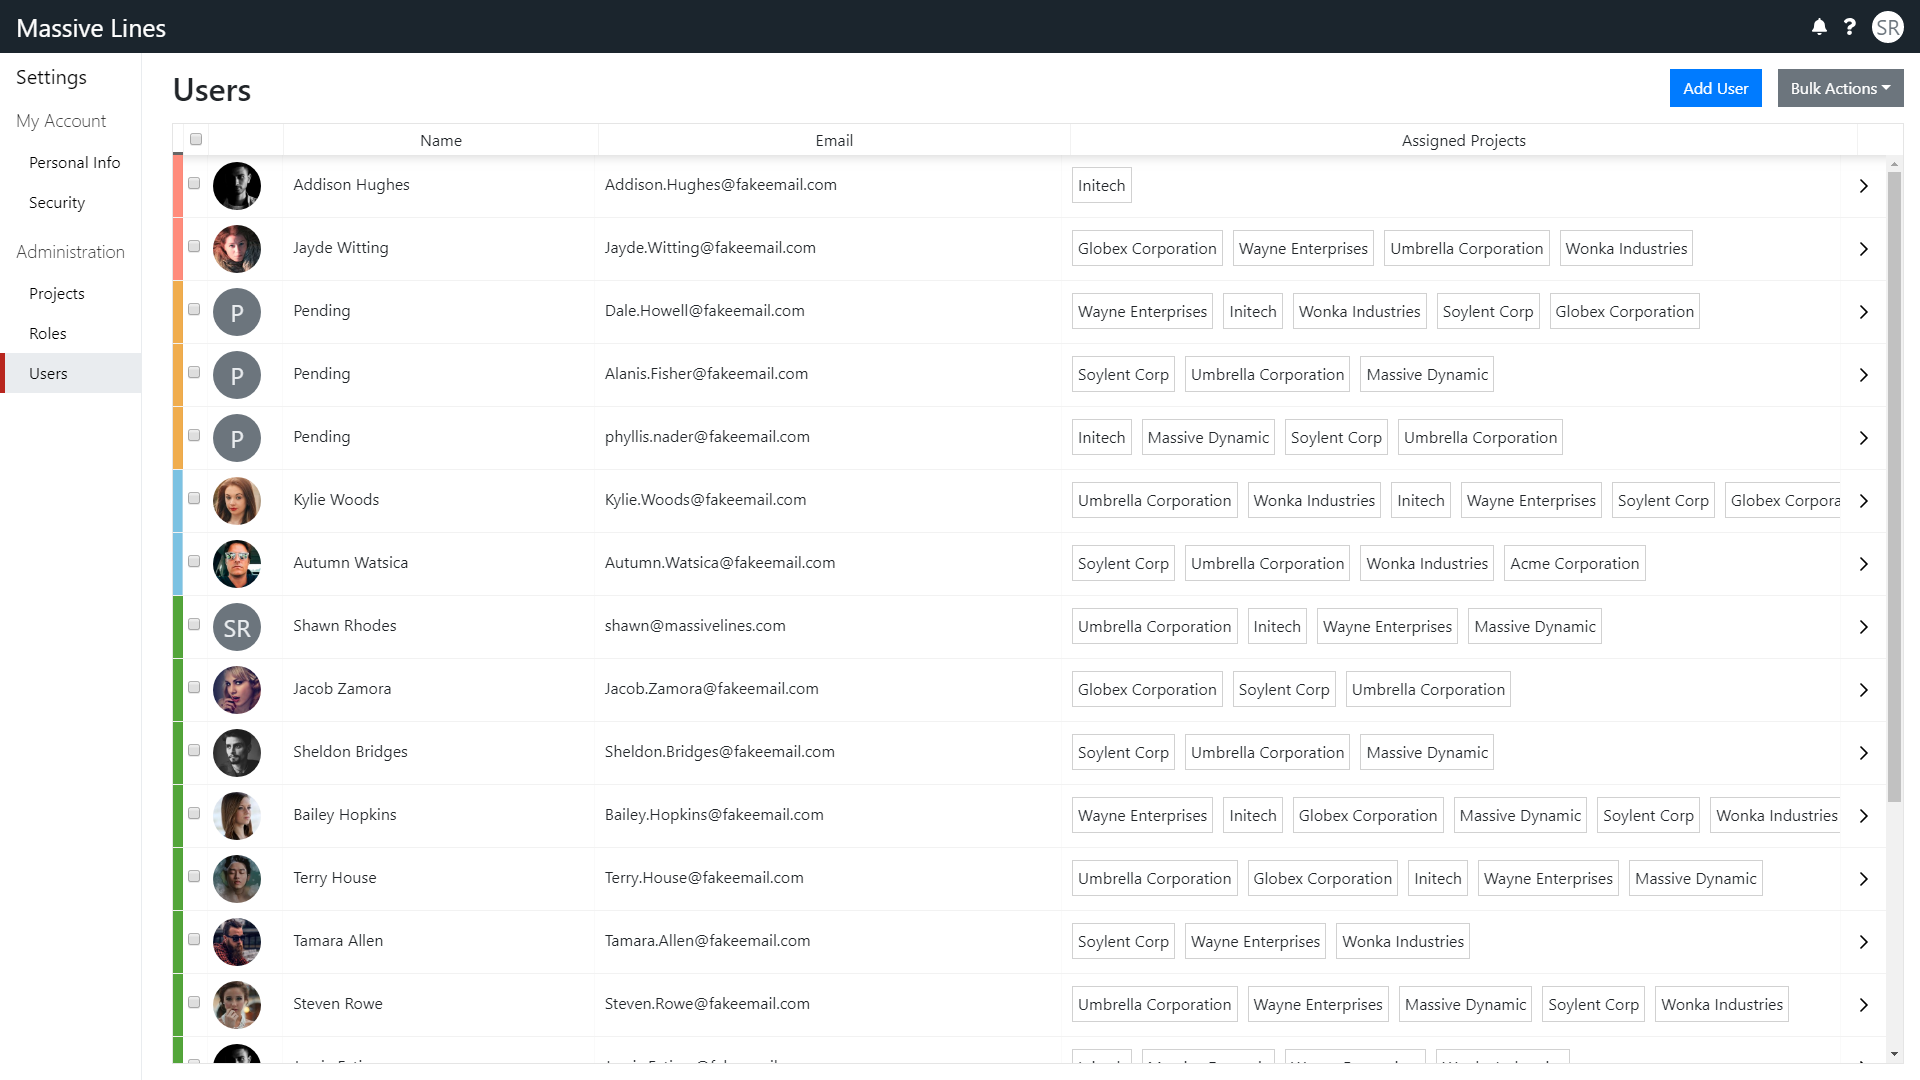 Massive Lines
? SR
Settings
My Account
Personal Info
Security
Administration
Projects
Roles
Users
Users
Add User
Bulk Actions
Name Email Assigned Projects
Addison Hughes Addison.Hughes@fakeemail.com Initech
Jayde Witting Jayde.Witting@fakeemail.com Globex Corporation Wayne Enterprises Umbrella Corporation Wonka Industries
P Pending Dale.Howell@fakeemail.com Wayne Enterprises Initech Wonka Industries Soylent Corp Globex Corporation
P Pending Alanis.Fisher@fakeemail.com Soylent Corp Umbrella Corporation Massive Dynamic
P Pending phyllis.nader@fakeemail.com Initech Massive Dynamic Soylent Corp Umbrella Corporation
Kylie Woods Kylie.Woods@fakeemail.com Umbrella Corporation Wonka Industries Initech Wayne Enterprises Soylent Corp Globex Corpora
Autumn Watsica Autumn.Watsica@fakeemail.com Soylent Corp Umbrella Corporation Wonka Industries Acme Corporation
SR Shawn Rhodes shawn@massivelines.com Umbrella Corporation Initech Wayne Enterprises Massive Dynamic
Jacob Zamora Jacob.Zamora@fakeemail.com Globex Corporation Soylent Corp Umbrella Corporation
Sheldon Bridges Sheldon.Bridges@fakeemail.com Soylent Corp Umbrella Corporation Massive Dynamic
Bailey Hopkins Bailey.Hopkins@fakeemail.com Wayne Enterprises Initech Globex Corporation Massive Dynamic Soylent Corp Wonka Industries
Terry House Terry.House@fakeemail.com Umbrella Corporation Globex Corporation Initech Wayne Enterprises Massive Dynamic
Tamara Allen Tamara.Allen@fakeemail.com Soylent Corp Wayne Enterprises Wonka Industries
Steven Rowe Steven.Rowe@fakeemail.com Umbrella Corporation Wayne Enterprises Massive Dynamic Soylent Corp Wonka Industries